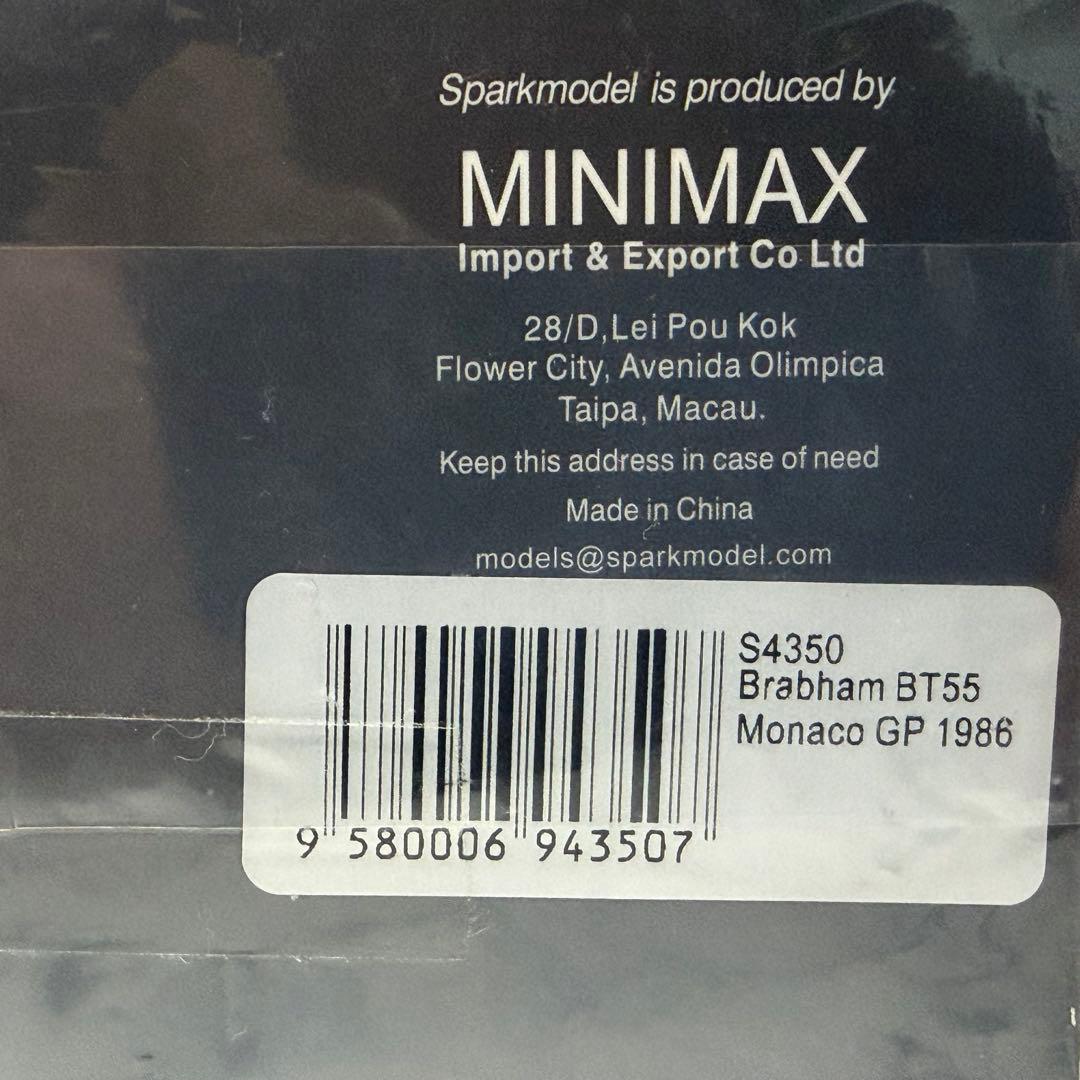 Sparkmodel is produced by
MINIMAX
Import & Export Co Ltd
28/D,Lei Pou Kok
Flower City, Avenida Olimpica
Taipa, Macau.
Keep this address in case of need
Made in China
models@sparkmodel.com
S4350
Brabham BT55
Monaco GP 1986
9 580006 943507